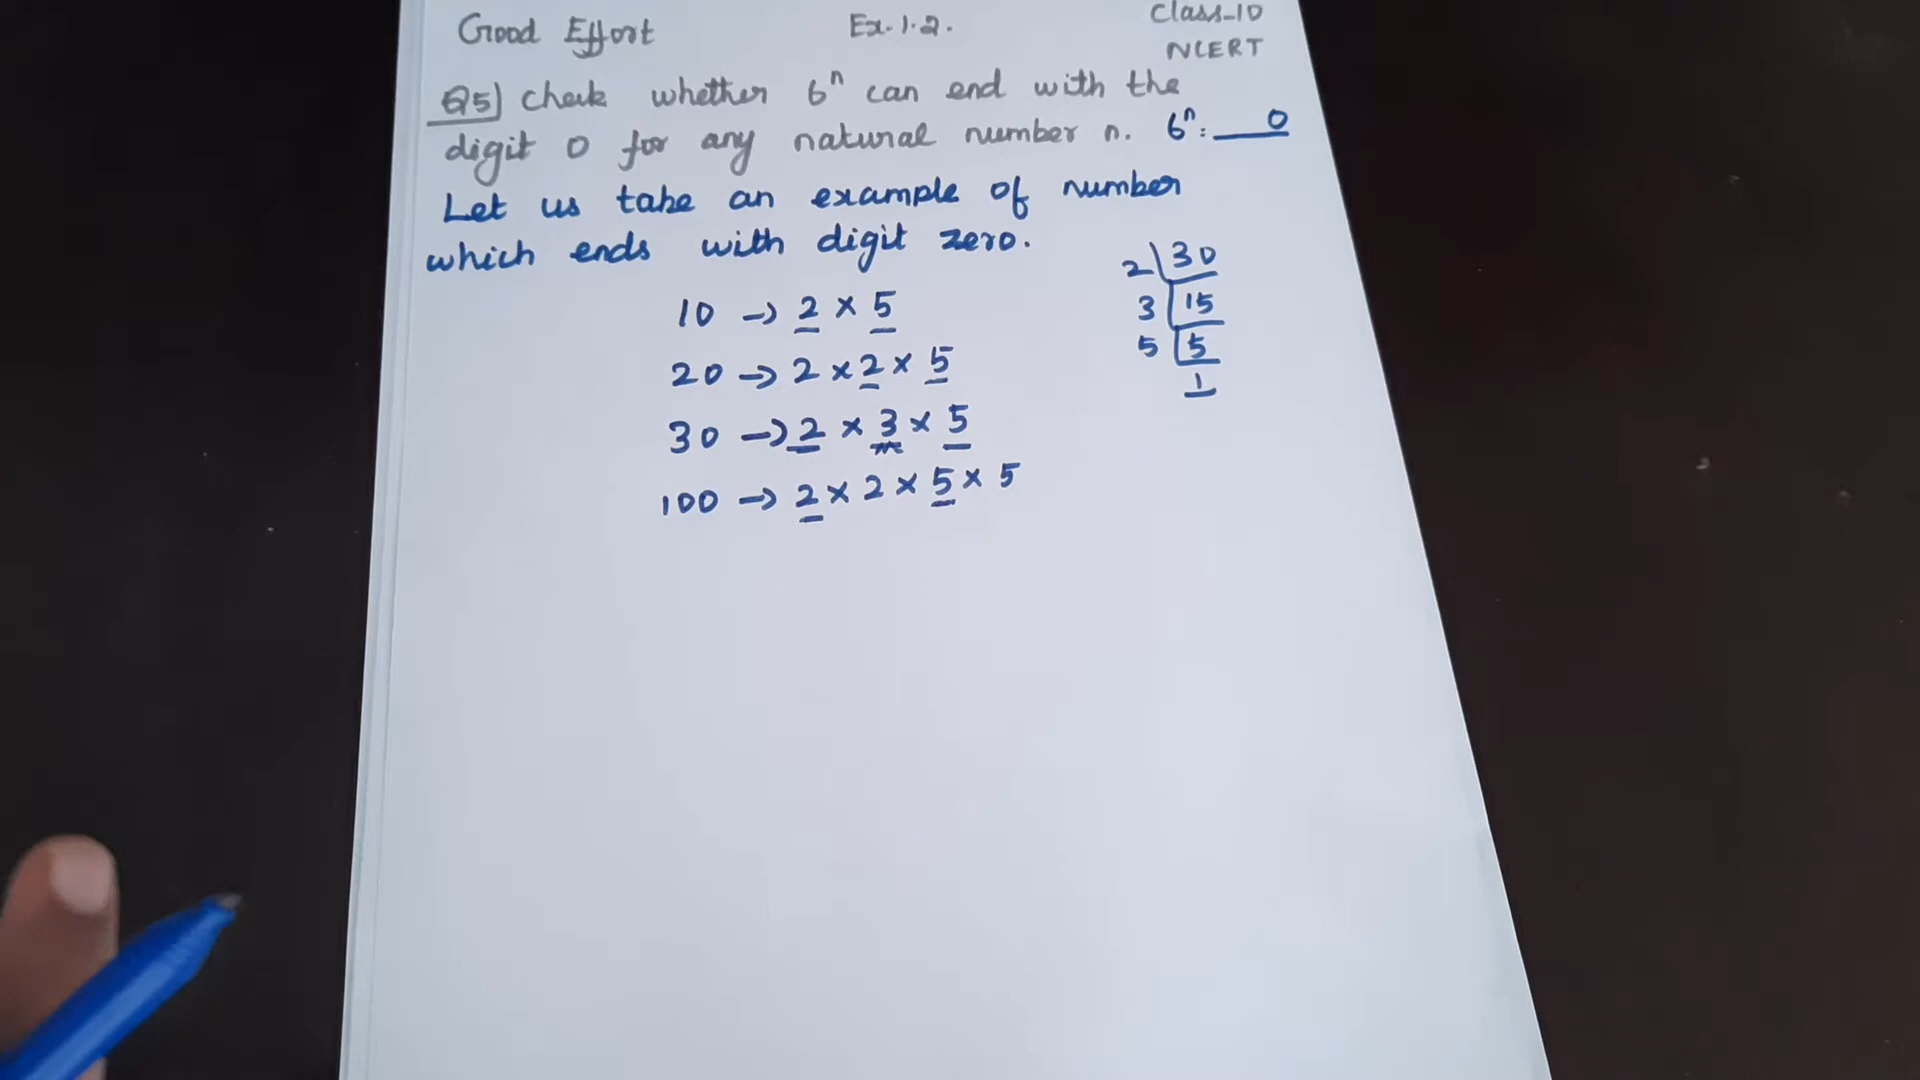 Good Effort Ex.1.2. Class-10
NCERT
Q5) Check whether 6ⁿ can end with the
digit 0 for any natural number n. 6ⁿ: __0
Let us take an example of number
which ends with digit zero.
10 → 2 × 5
20 → 2 × 2 × 5
30 → 2 × 3 × 5
100 → 2 × 2 × 5 × 5
2 | 30
3 | 15
5 | 5
1